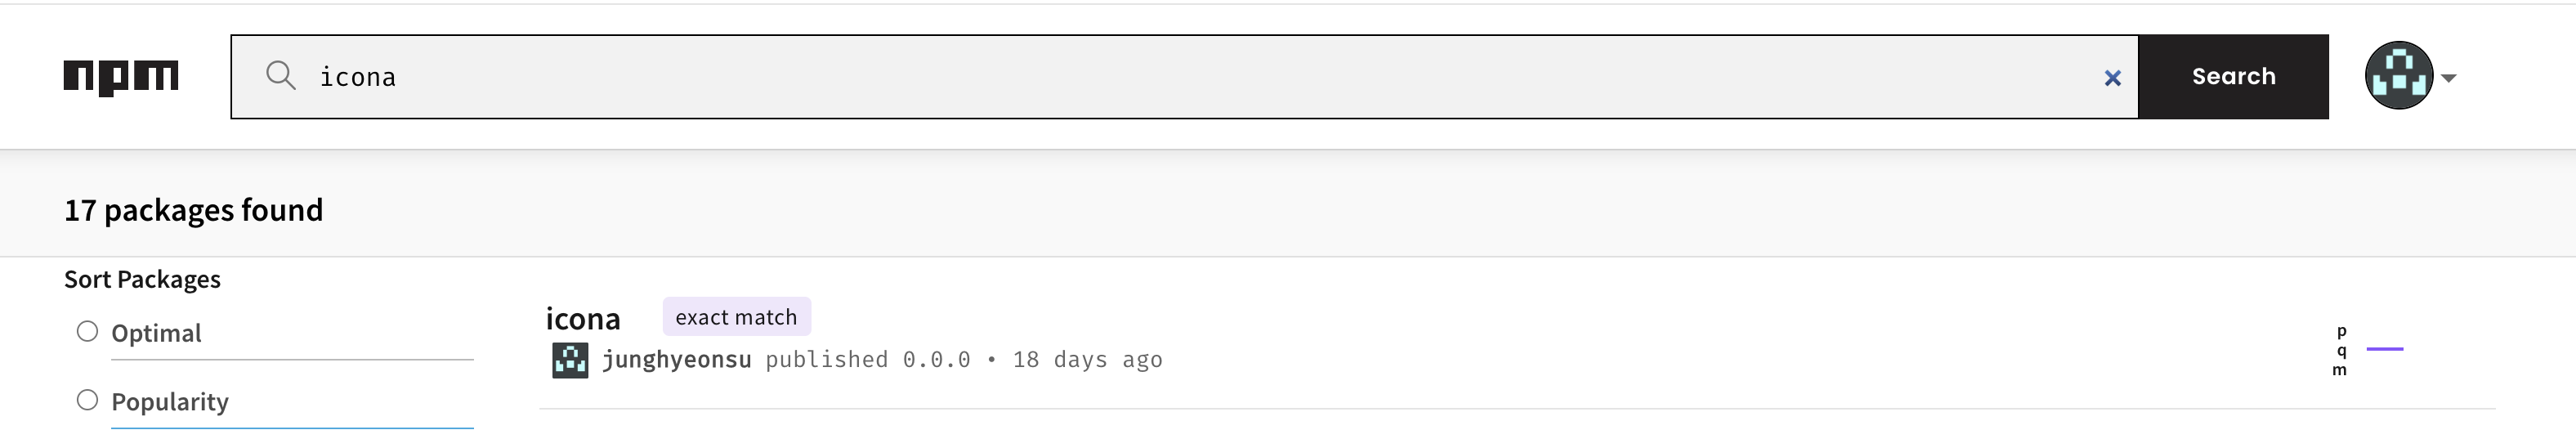 npm
icona
×
Search
17 packages found
Sort Packages
Optimal
Popularity
icona exact match
junghyeonsu published 0.0.0 • 18 days ago
p
q
m